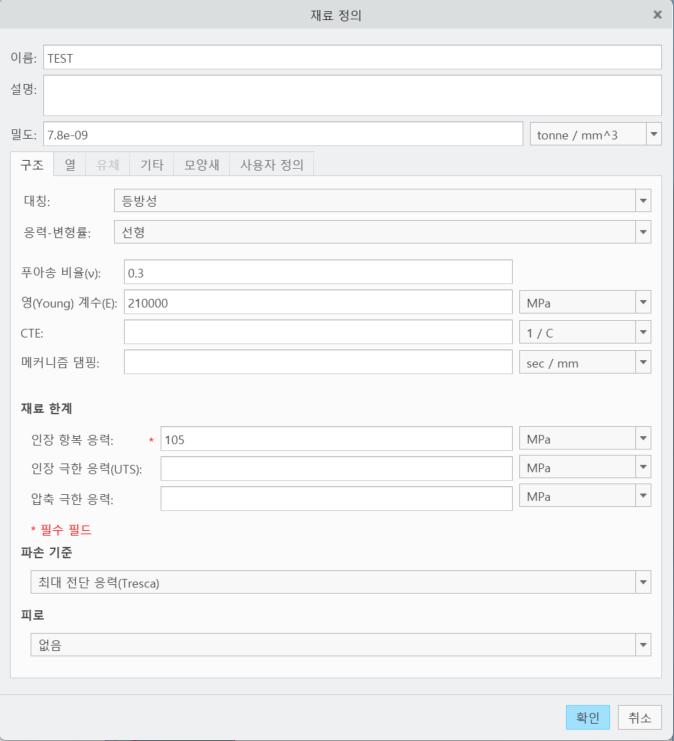 재료 정의
이름: TEST
설명:
밀도: 7.8e-09 tonne / mm^3
구조 열 유체 기타 모양새 사용자 정의
대칭: 등방성
응력-변형률: 선형
푸아송 비율(ν): 0.3
영(Young) 계수(E): 210000 MPa
CTE: 1 / C
메커니즘 댐핑: sec / mm
재료 한계
인장 항복 응력: * 105 MPa
인장 극한 응력(UTS): MPa
압축 극한 응력: MPa
* 필수 필드
파손 기준
최대 전단 응력(Tresca)
피로
없음
확인 취소